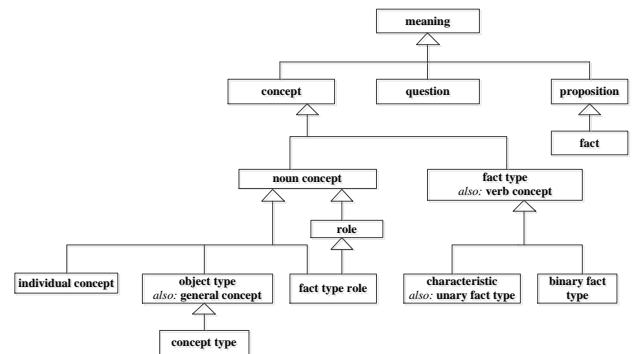 meaning
concept
question
proposition
fact
noun concept
fact type
also: verb concept
role
individual concept
object type
also: general concept
fact type role
characteristic
also: unary fact type
binary fact
type
concept type